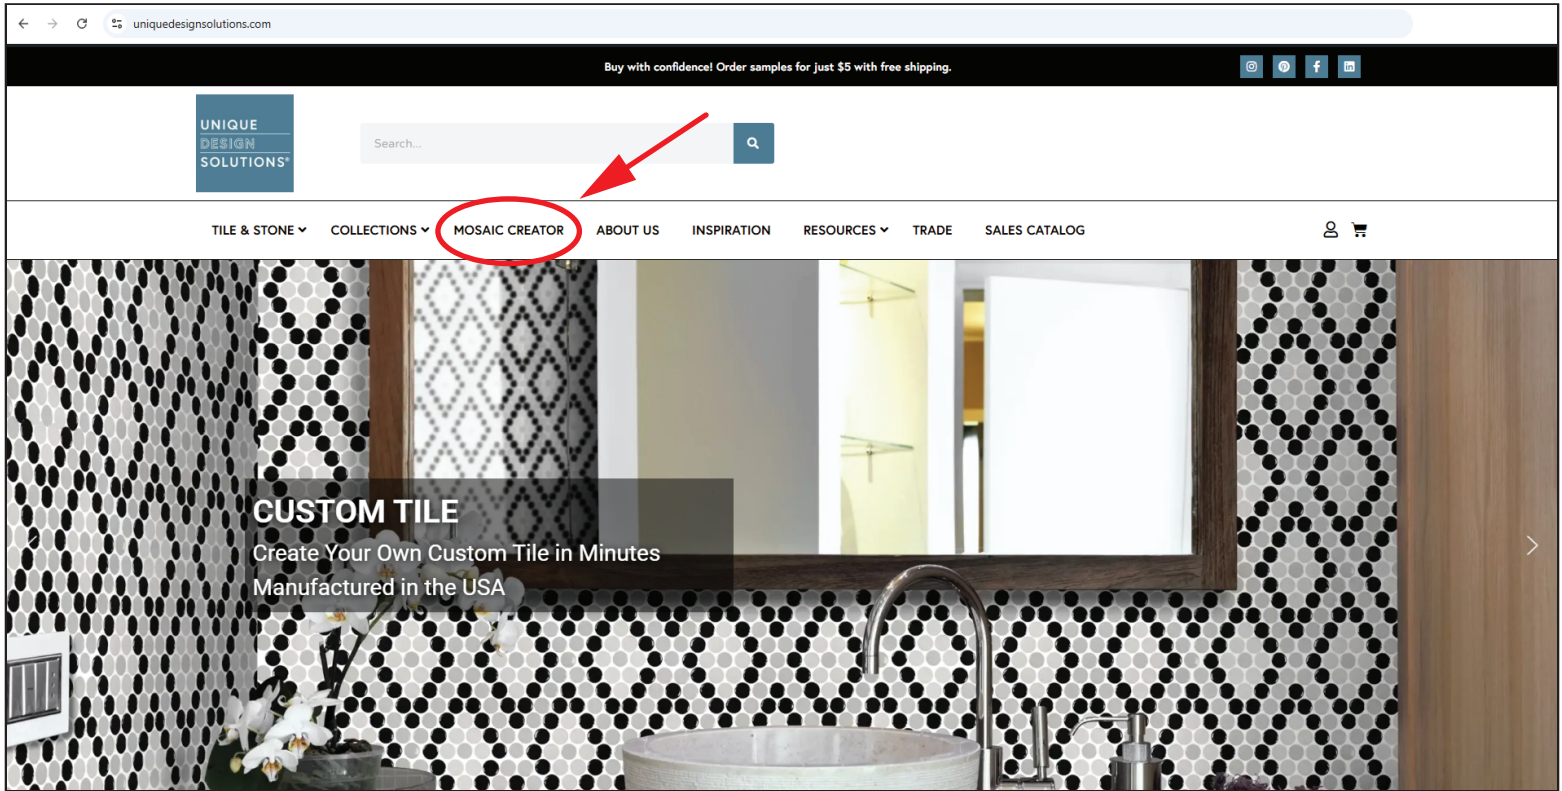 uniquedesignsolutions.com
Buy with confidence! Order samples for just $5 with free shipping.
UNIQUE
DESIGN
SOLUTIONS®
Search...
TILE & STONE COLLECTIONS MOSAIC CREATOR ABOUT US INSPIRATION RESOURCES TRADE SALES CATALOG
CUSTOM TILE
Create Your Own Custom Tile in Minutes
Manufactured in the USA